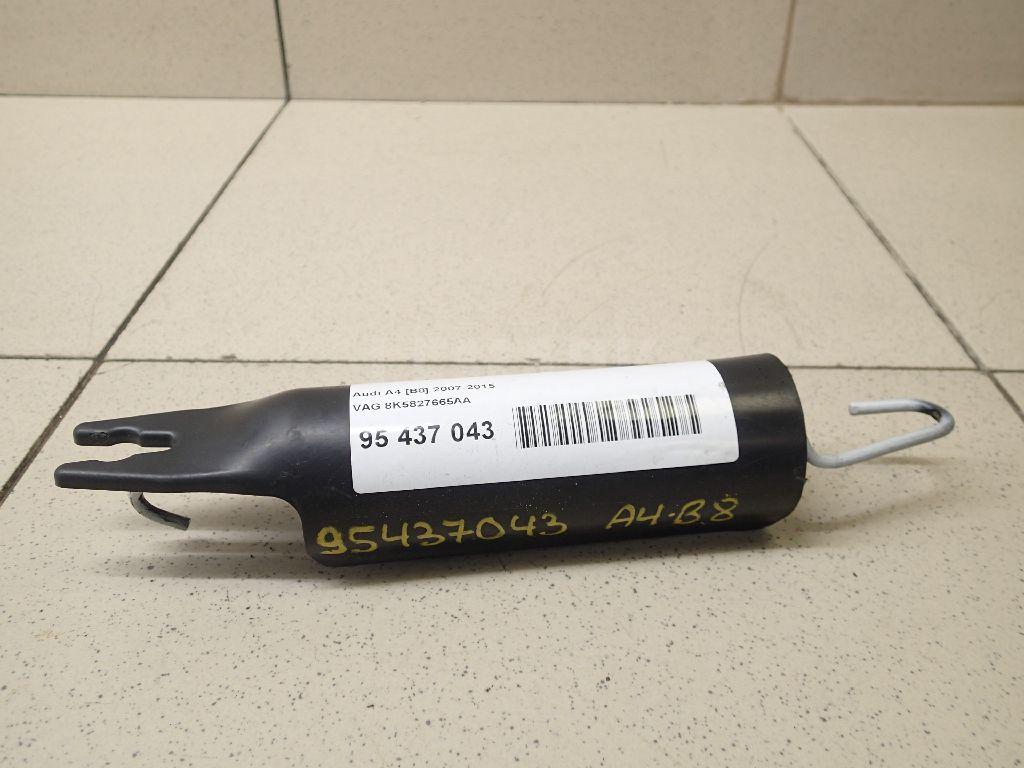 Audi A4 [B8] 2007-2015
VAG 8K5827665AA
95 437 043
95437043 A4-B8